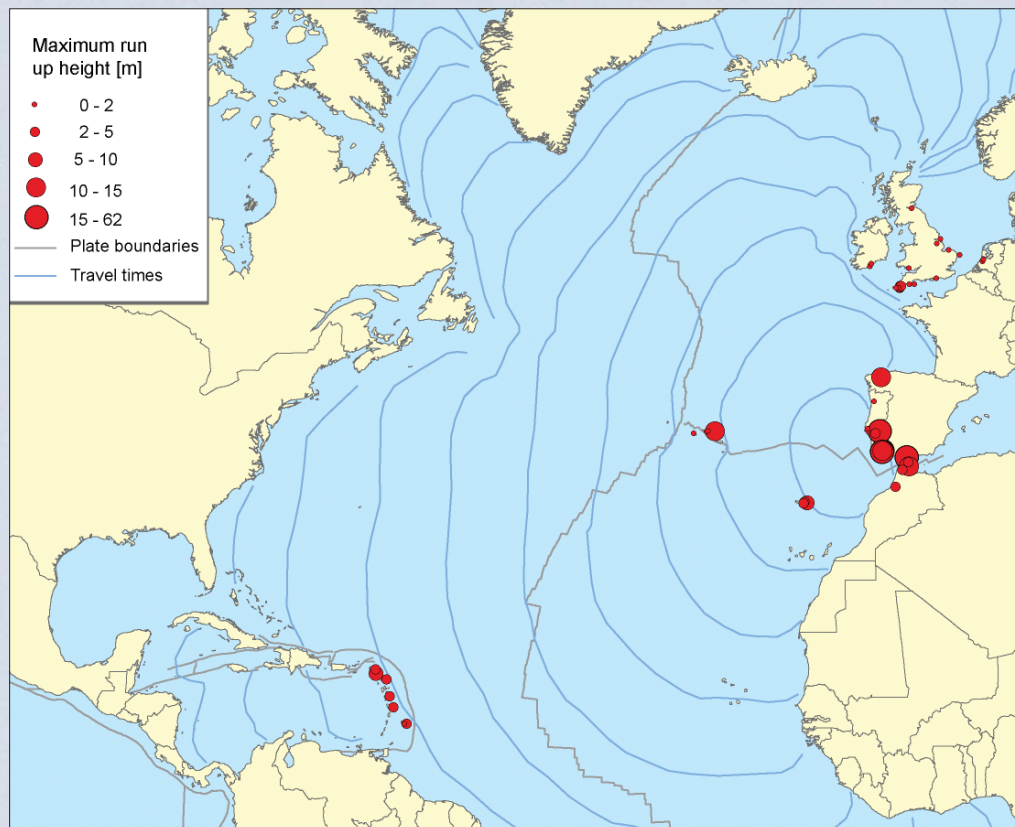 Maximum run
up height [m]
0 - 2
2 - 5
5 - 10
10 - 15
15 - 62
Plate boundaries
Travel times